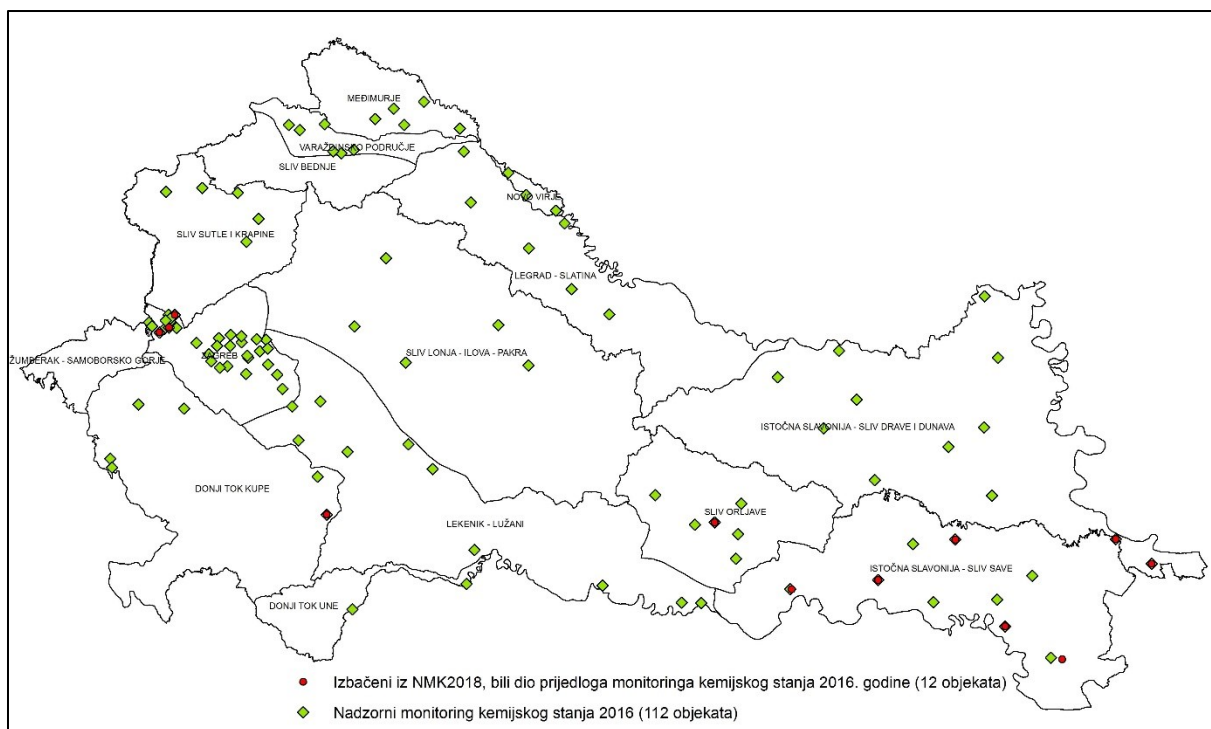 MEĐIMURJE
VARAŽDINSKO PODRUČJE
SLIV BEDNJE
NOVO VIRJE
SLIV SUTLE I KRAPINE
LEGRAD - SLATINA
ŽUMBERAK - SAMOBORSKO GORJE
ZAGREB
SLIV LONJA - ILOVA - PAKRA
ISTOČNA SLAVONIJA - SLIV DRAVE I DUNAVA
DONJI TOK KUPE
SLIV ORLJAVE
LEKENIK - LUŽANI
ISTOČNA SLAVONIJA - SLIV SAVE
DONJI TOK UNE
Izbačeni iz NMK2018, bili dio prijedloga monitoringa kemijskog stanja 2016. godine (12 objekata)
Nadzorni monitoring kemijskog stanja 2016 (112 objekata)